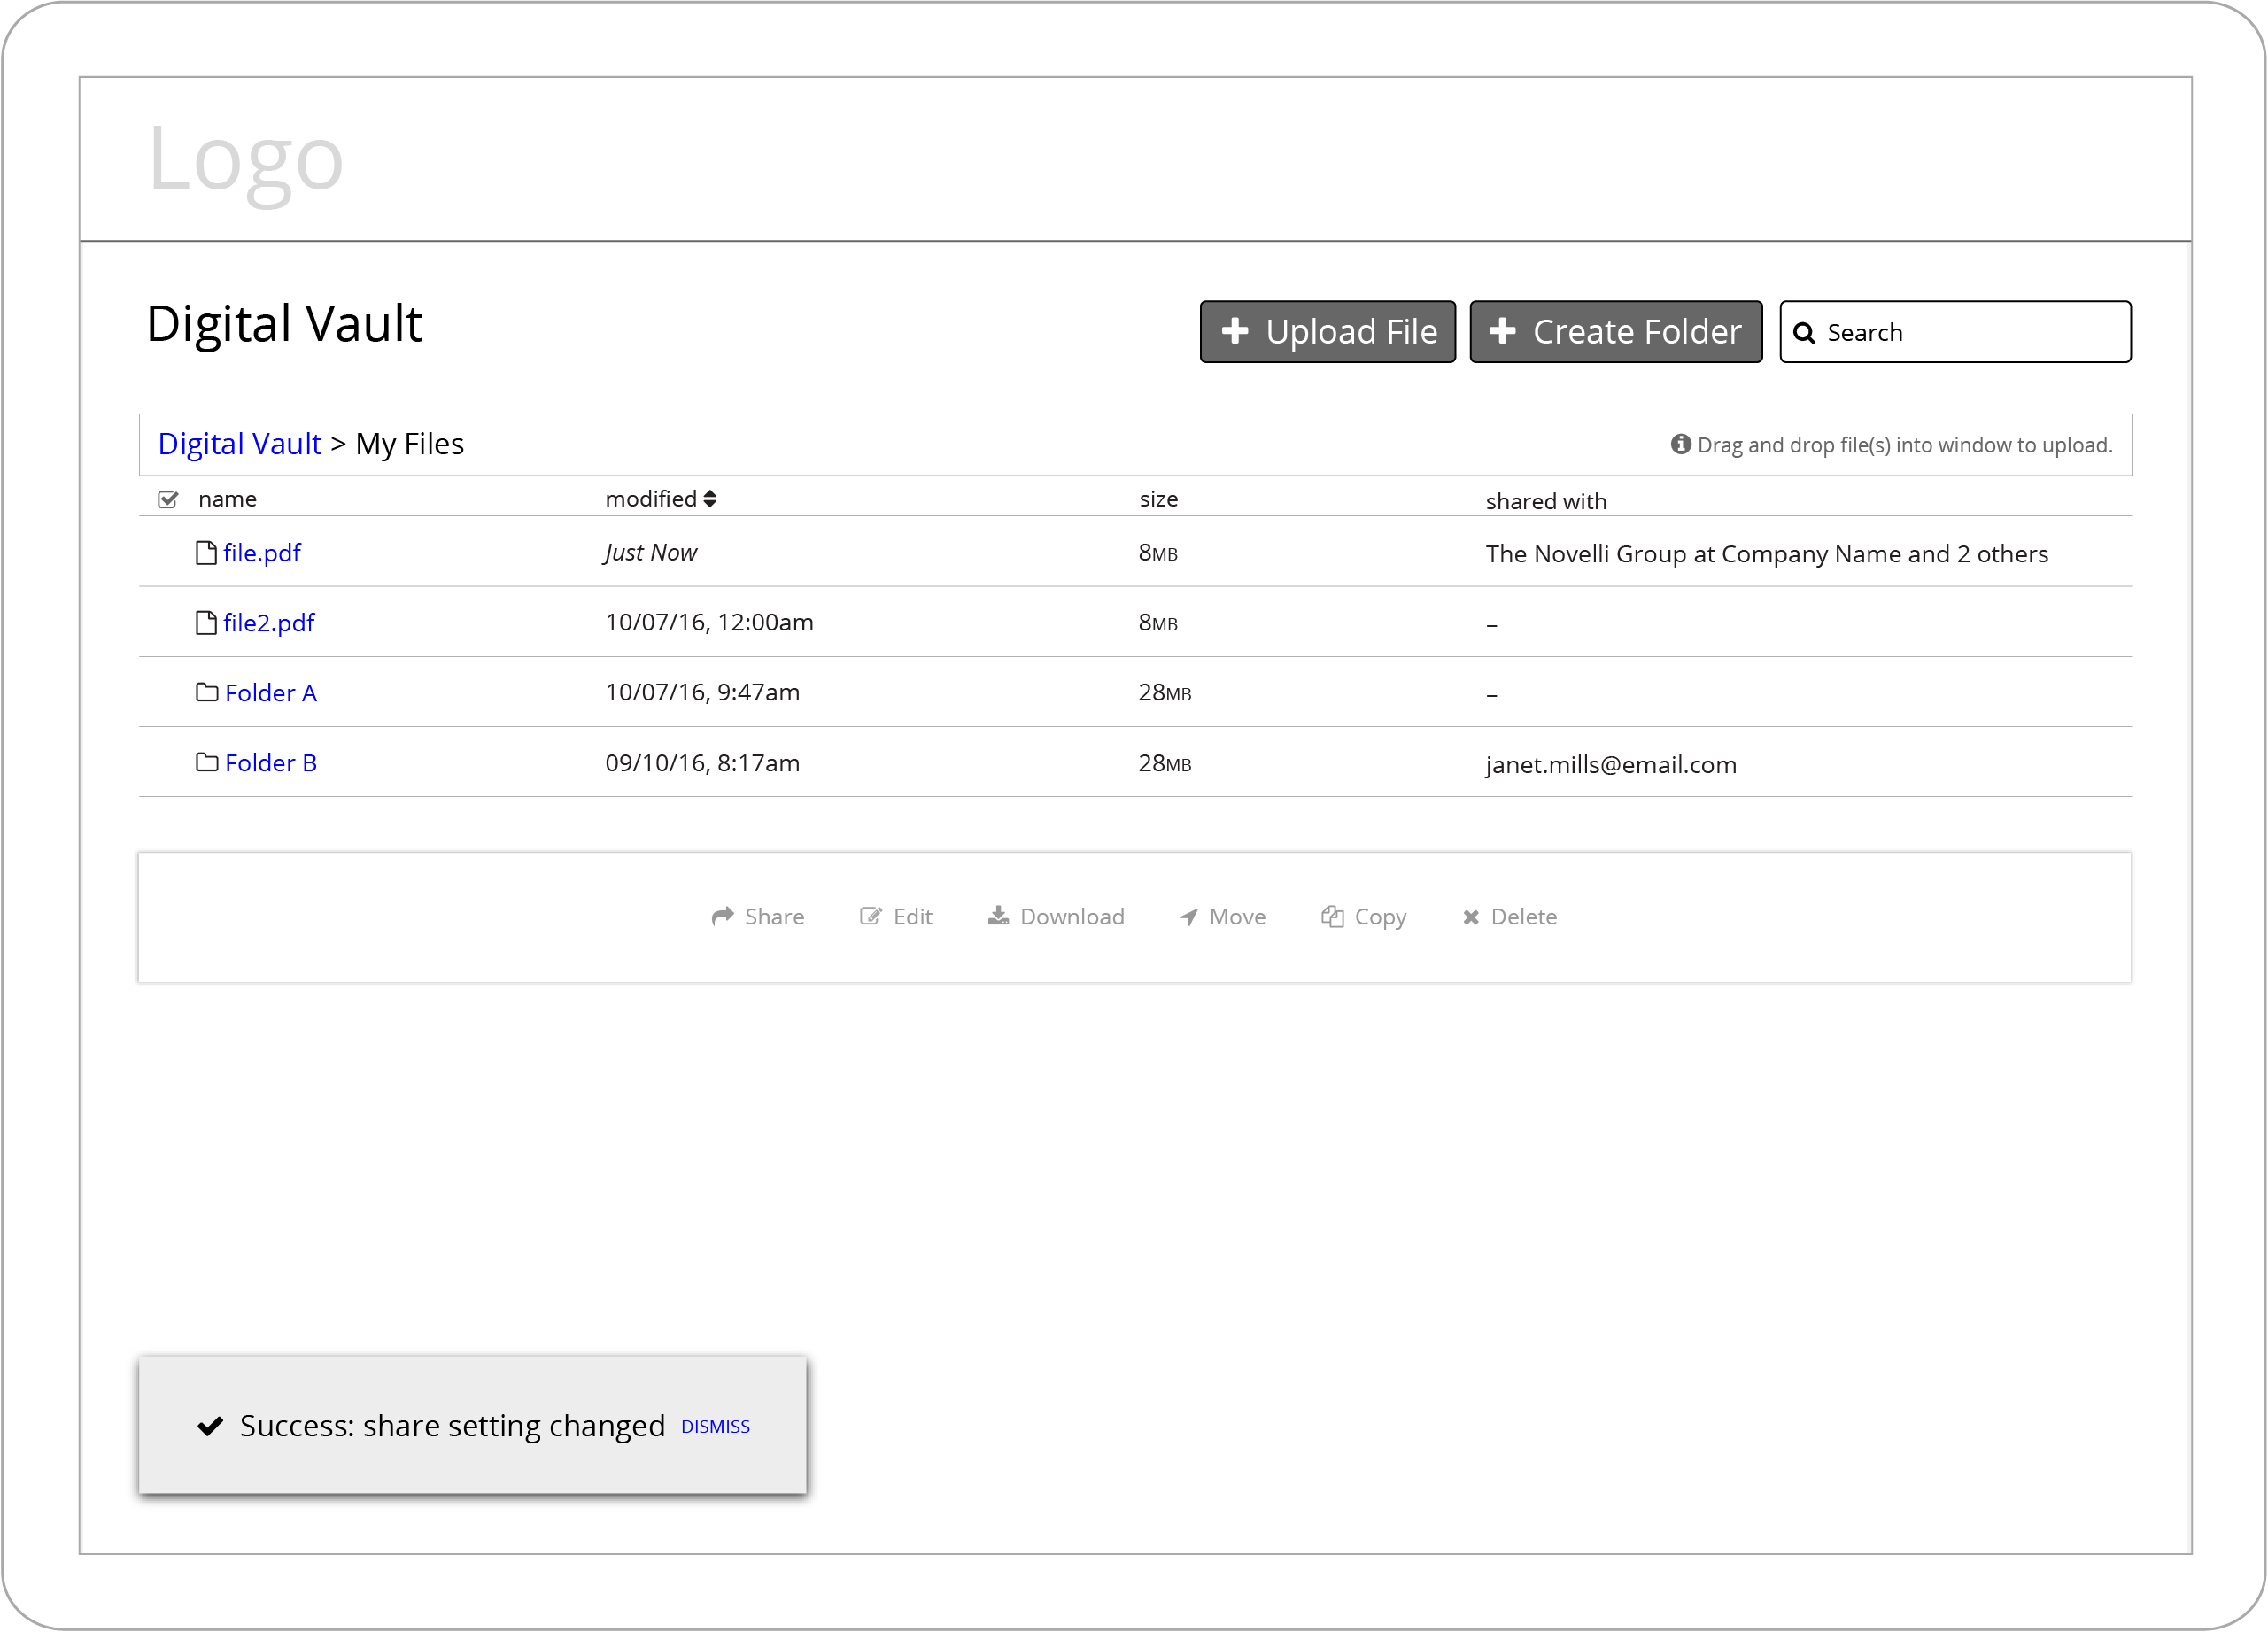 Logo
Digital Vault
Upload File
Create Folder
Search
Digital Vault > My Files
Drag and drop file(s) into window to upload.
name modified size shared with
file.pdf Just Now 8MB The Novelli Group at Company Name and 2 others
file2.pdf 10/07/16, 12:00am 8MB –
Folder A 10/07/16, 9:47am 28MB –
Folder B 09/10/16, 8:17am 28MB janet.mills@email.com
Share Edit Download Move Copy Delete
Success: share setting changed DISMISS